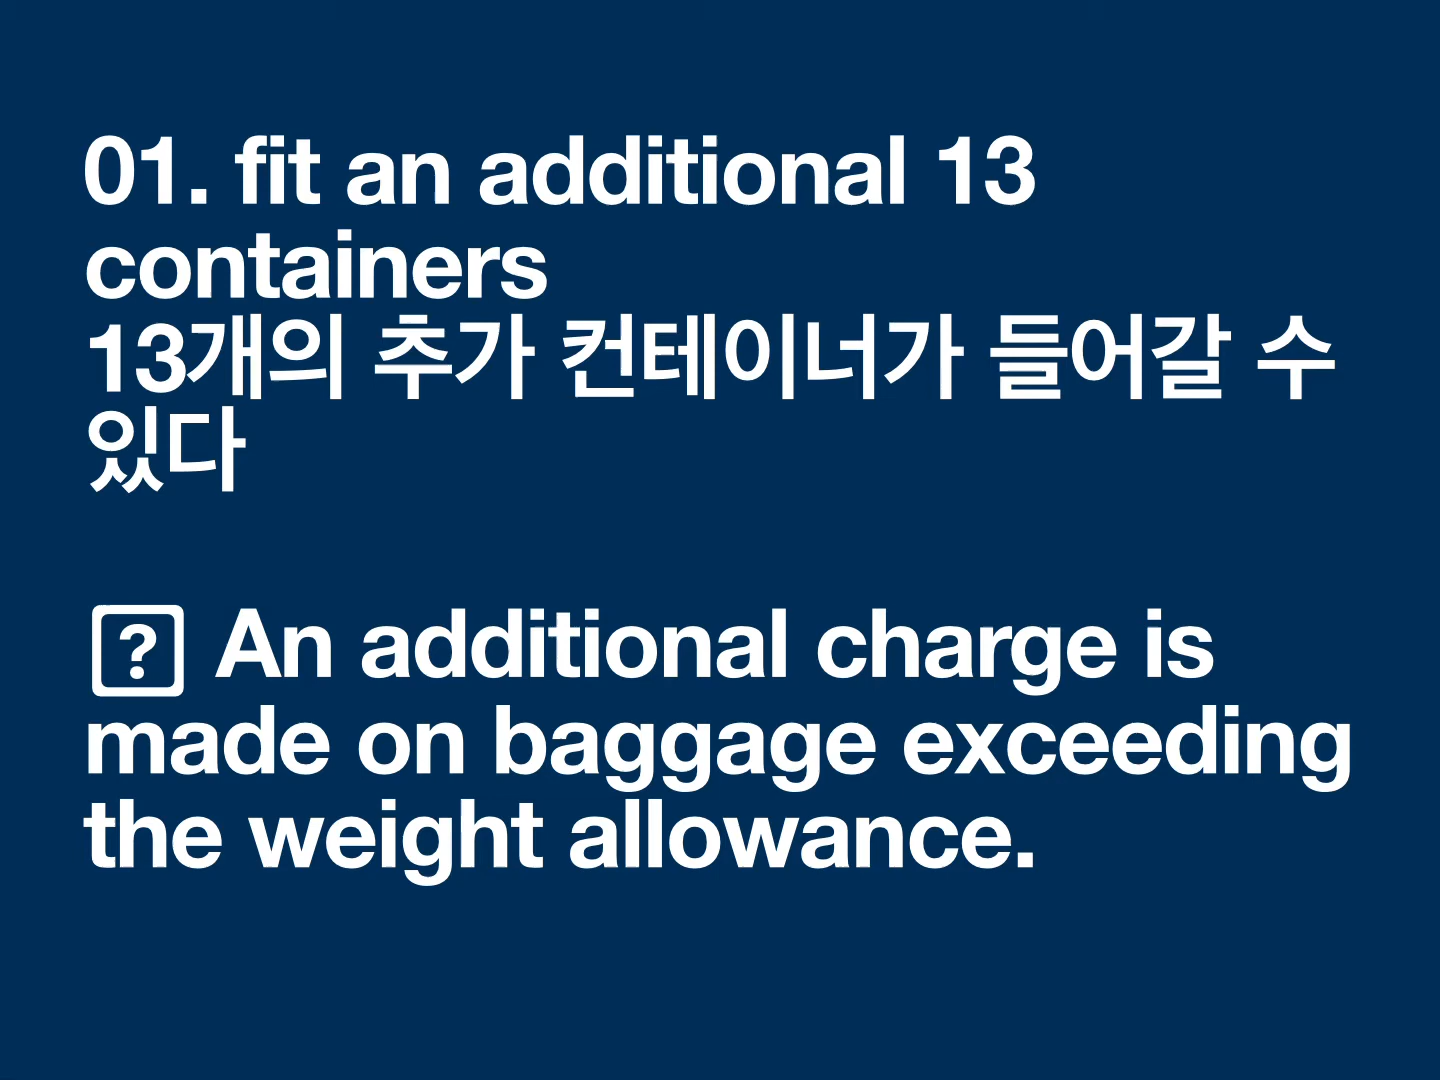 01. fit an additional 13
containers
13개의 추가 컨테이너가 들어갈 수
있다
? An additional charge is
made on baggage exceeding
the weight allowance.